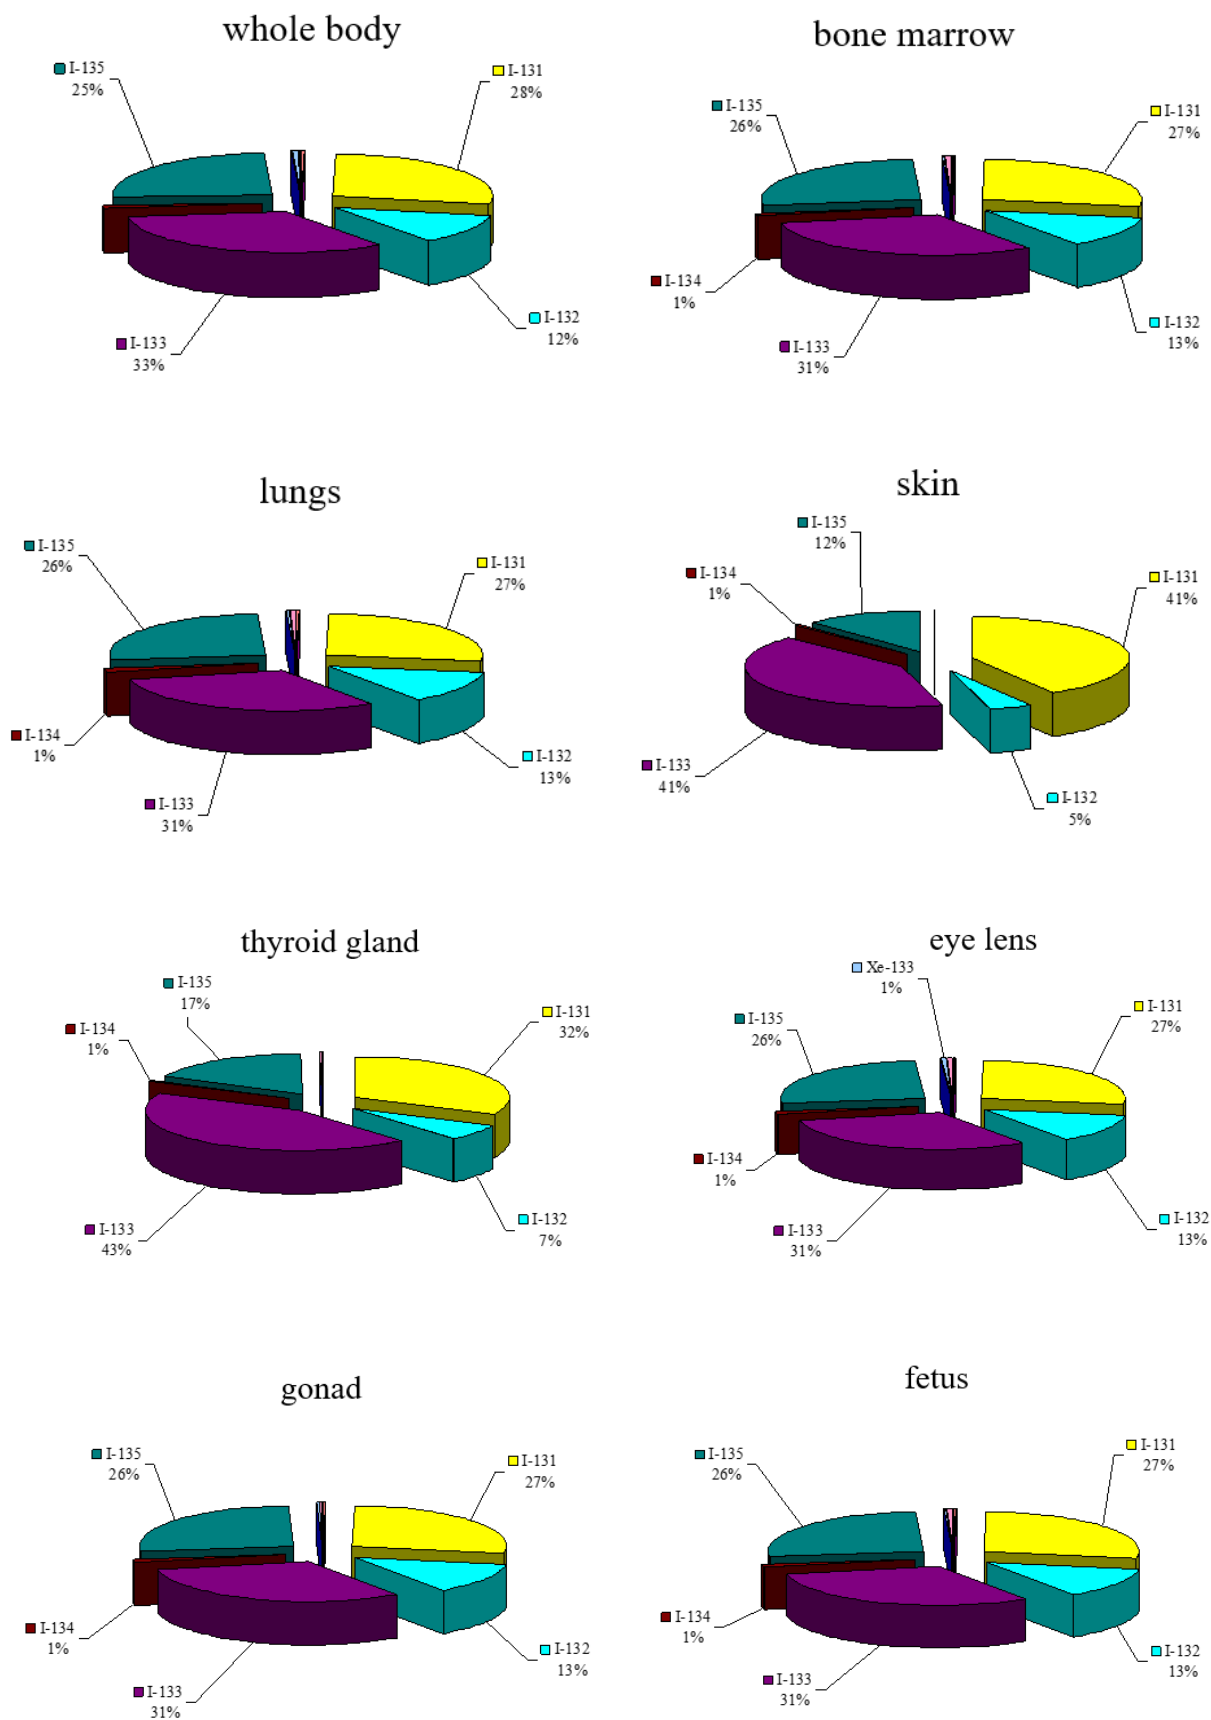 whole body
I-135
25%
I-131
28%
I-132
12%
I-133
33%
bone marrow
I-135
26%
I-131
27%
I-134
1%
I-132
13%
I-133
31%
lungs
I-135
26%
I-131
27%
I-134
1%
I-132
13%
I-133
31%
skin
I-135
12%
I-134
1%
I-131
41%
I-133
41%
I-132
5%
thyroid gland
I-135
17%
I-131
32%
I-134
1%
I-132
7%
I-133
43%
eye lens
Xe-133
1%
I-131
27%
I-135
26%
I-134
1%
I-132
13%
I-133
31%
gonad
I-135
26%
I-131
27%
I-134
1%
I-132
13%
I-133
31%
fetus
I-131
27%
I-135
26%
I-134
1%
I-132
13%
I-133
31%